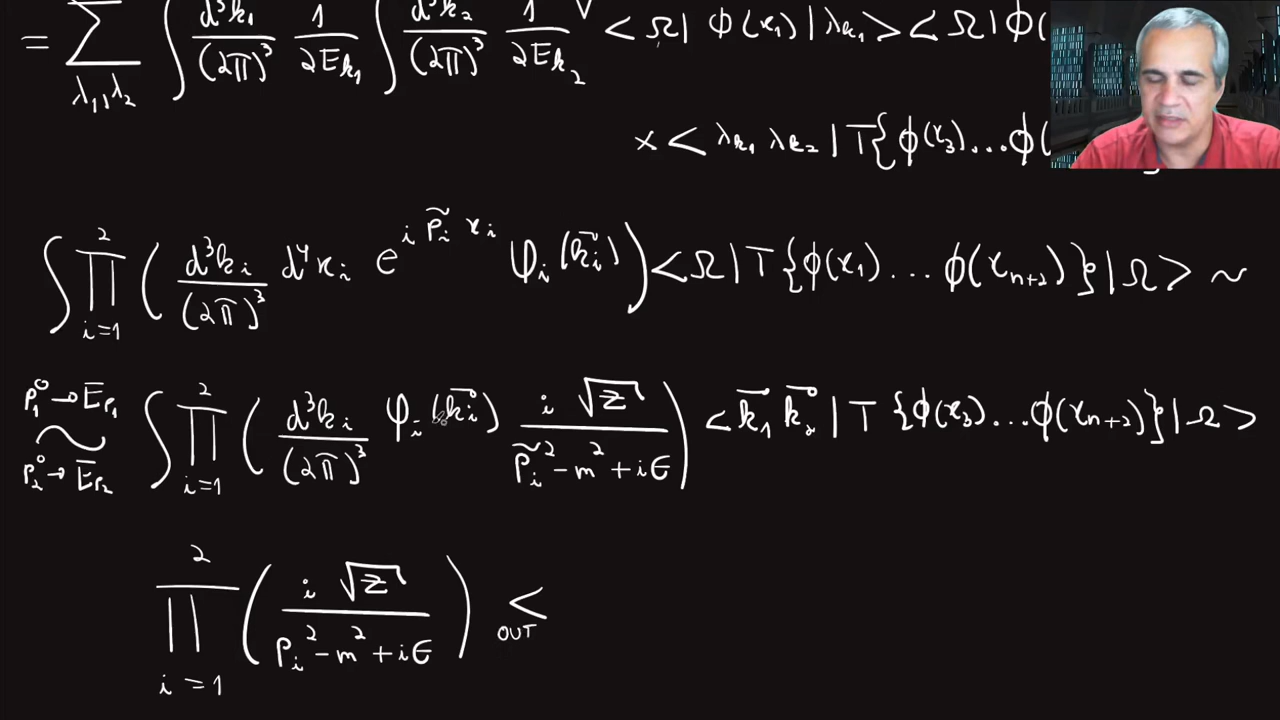 = ∑_{λ₁,λ₂} ∫ d³k₁/(2π)³ 1/2E_{k₁} ∫ d³k₂/(2π)³ 1/2E_{k₂} <Ω| φ(x₁) |λ_{k₁}> <Ω| φ(
x <λ_{k₁} λ_{k₂} | T{φ(x₃)...φ(
∫ ∏_{i=1}^{2} ( d³k_i/(2π)³ d⁴x_i e^{i p̃_i x_i} φ_i(k⃗_i) ) <Ω|T{φ(x₁)...φ(x_{n+2})}|Ω> ~
p₁⁰→E_{p₁} ~ p₂⁰→E_{p₂} ∫ ∏_{i=1}^{2} ( d³k_i/(2π)³ φ_i(k⃗_i) i√Z / p̃_i² − m² + iε ) <k⃗₁ k⃗₂ | T{φ(x₃)...φ(x_{n+2})}|Ω>
∏_{i=1}^{2} ( i√Z / p_i² − m² + iε ) _{OUT}<